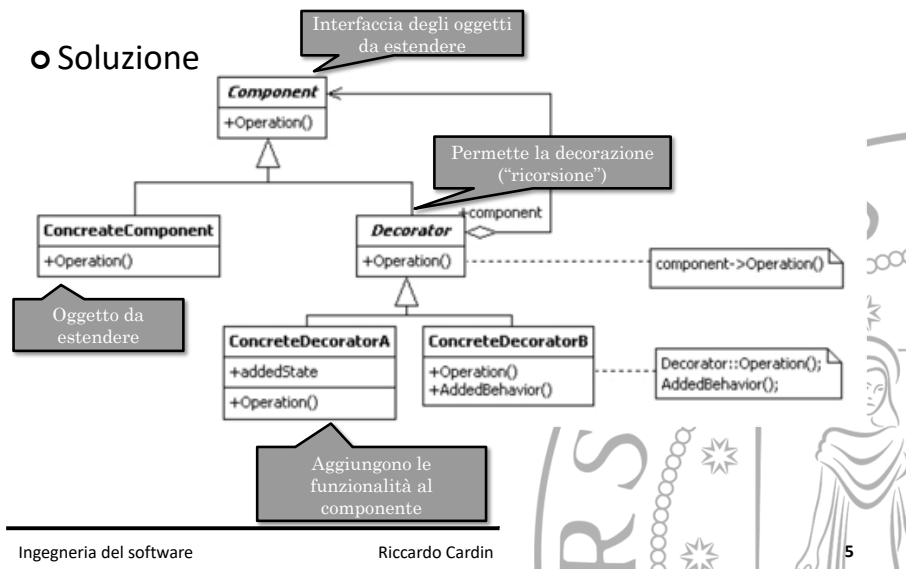 Interfaccia degli oggetti
da estendere
Soluzione
Component
+Operation()
Permette la decorazione
("ricorsione")
+component
ConcreateComponent
+Operation()
Decorator
+Operation()
component->Operation()
Oggetto da
estendere
ConcreteDecoratorA
+addedState
+Operation()
ConcreteDecoratorB
+Operation()
+AddedBehavior()
Decorator::Operation();
AddedBehavior();
Aggiungono le
funzionalità al
componente
Ingegneria del software
Riccardo Cardin
5